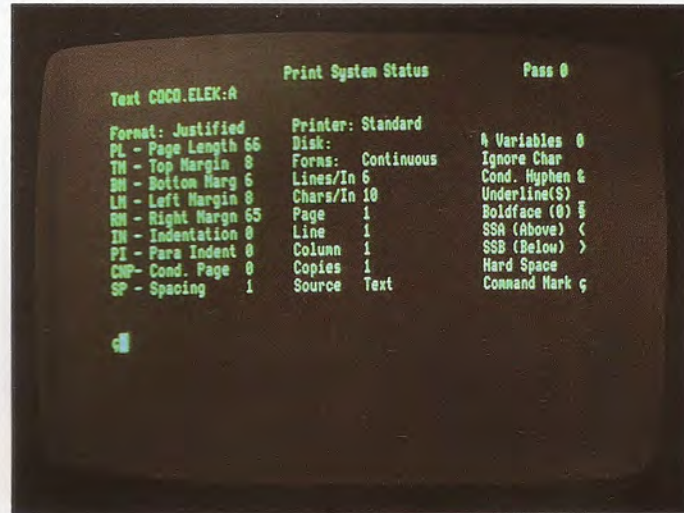 Print System Status Pass 0
Text COCO.ELEK:A
Format: Justified
PL - Page Length 66
TM - Top Margin 8
BM - Bottom Marg 6
LM - Left Margin 8
RM - Right Margn 65
IN - Indentation 0
PI - Para Indent 0
CNP- Cond. Page 0
SP - Spacing 1
Printer: Standard
Disk:
Forms: Continuous
Lines/In 6
Chars/In 10
Page 1
Line 1
Column 1
Copies 1
Source Text
Variables 0
Ignore Char
Cond. Hyphen &
Underline(S) _
Boldface (0) §
SSA (Above) <
SSB (Below) >
Hard Space
Command Mark ç
ç